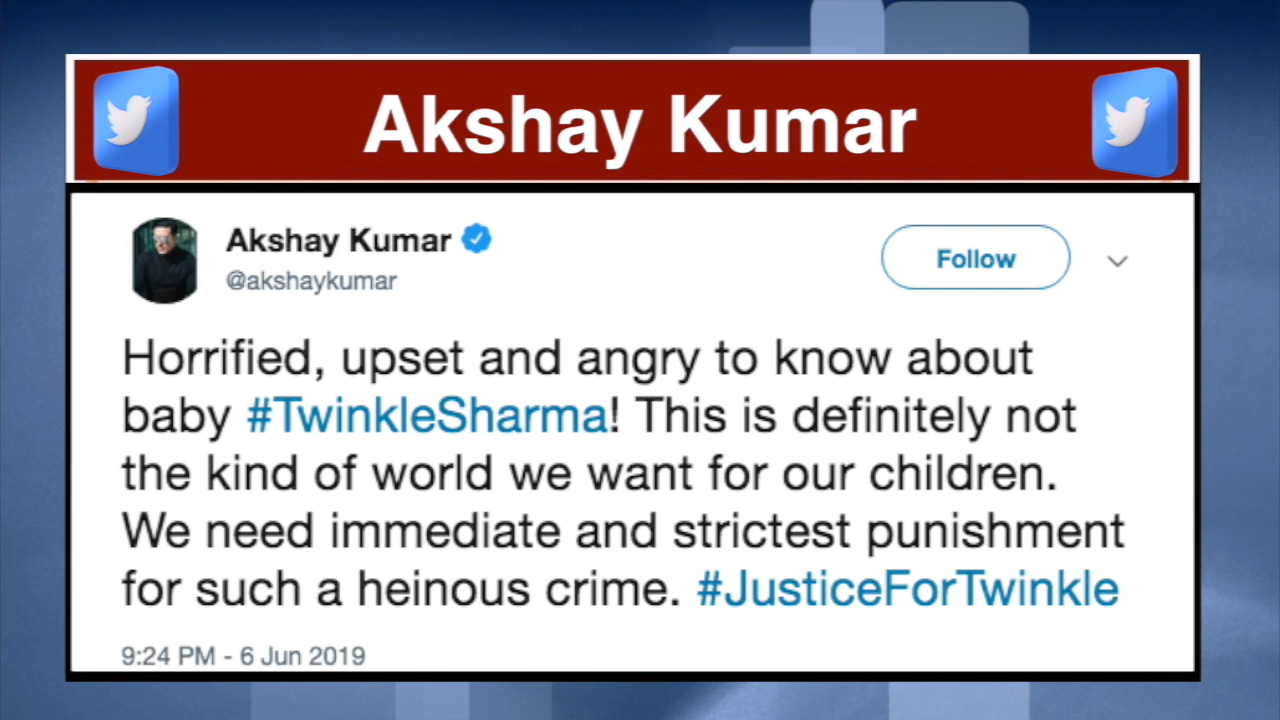 Akshay Kumar
Akshay Kumar
@akshaykumar
Follow
Horrified, upset and angry to know about
baby #TwinkleSharma! This is definitely not
the kind of world we want for our children.
We need immediate and strictest punishment
for such a heinous crime. #JusticeForTwinkle
9:24 PM - 6 Jun 2019